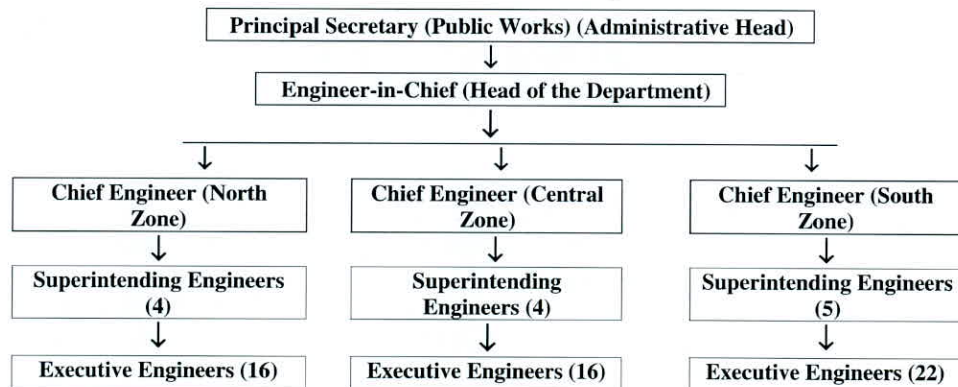 Principal Secretary (Public Works) (Administrative Head)
Engineer-in-Chief (Head of the Department)
Chief Engineer (North
Zone)
Chief Engineer (Central
Zone)
Chief Engineer (South
Zone)
Superintending Engineers
(4)
Superintending
Engineers (4)
Superintending Engineers
(5)
Executive Engineers (16)
Executive Engineers (16)
Executive Engineers (22)